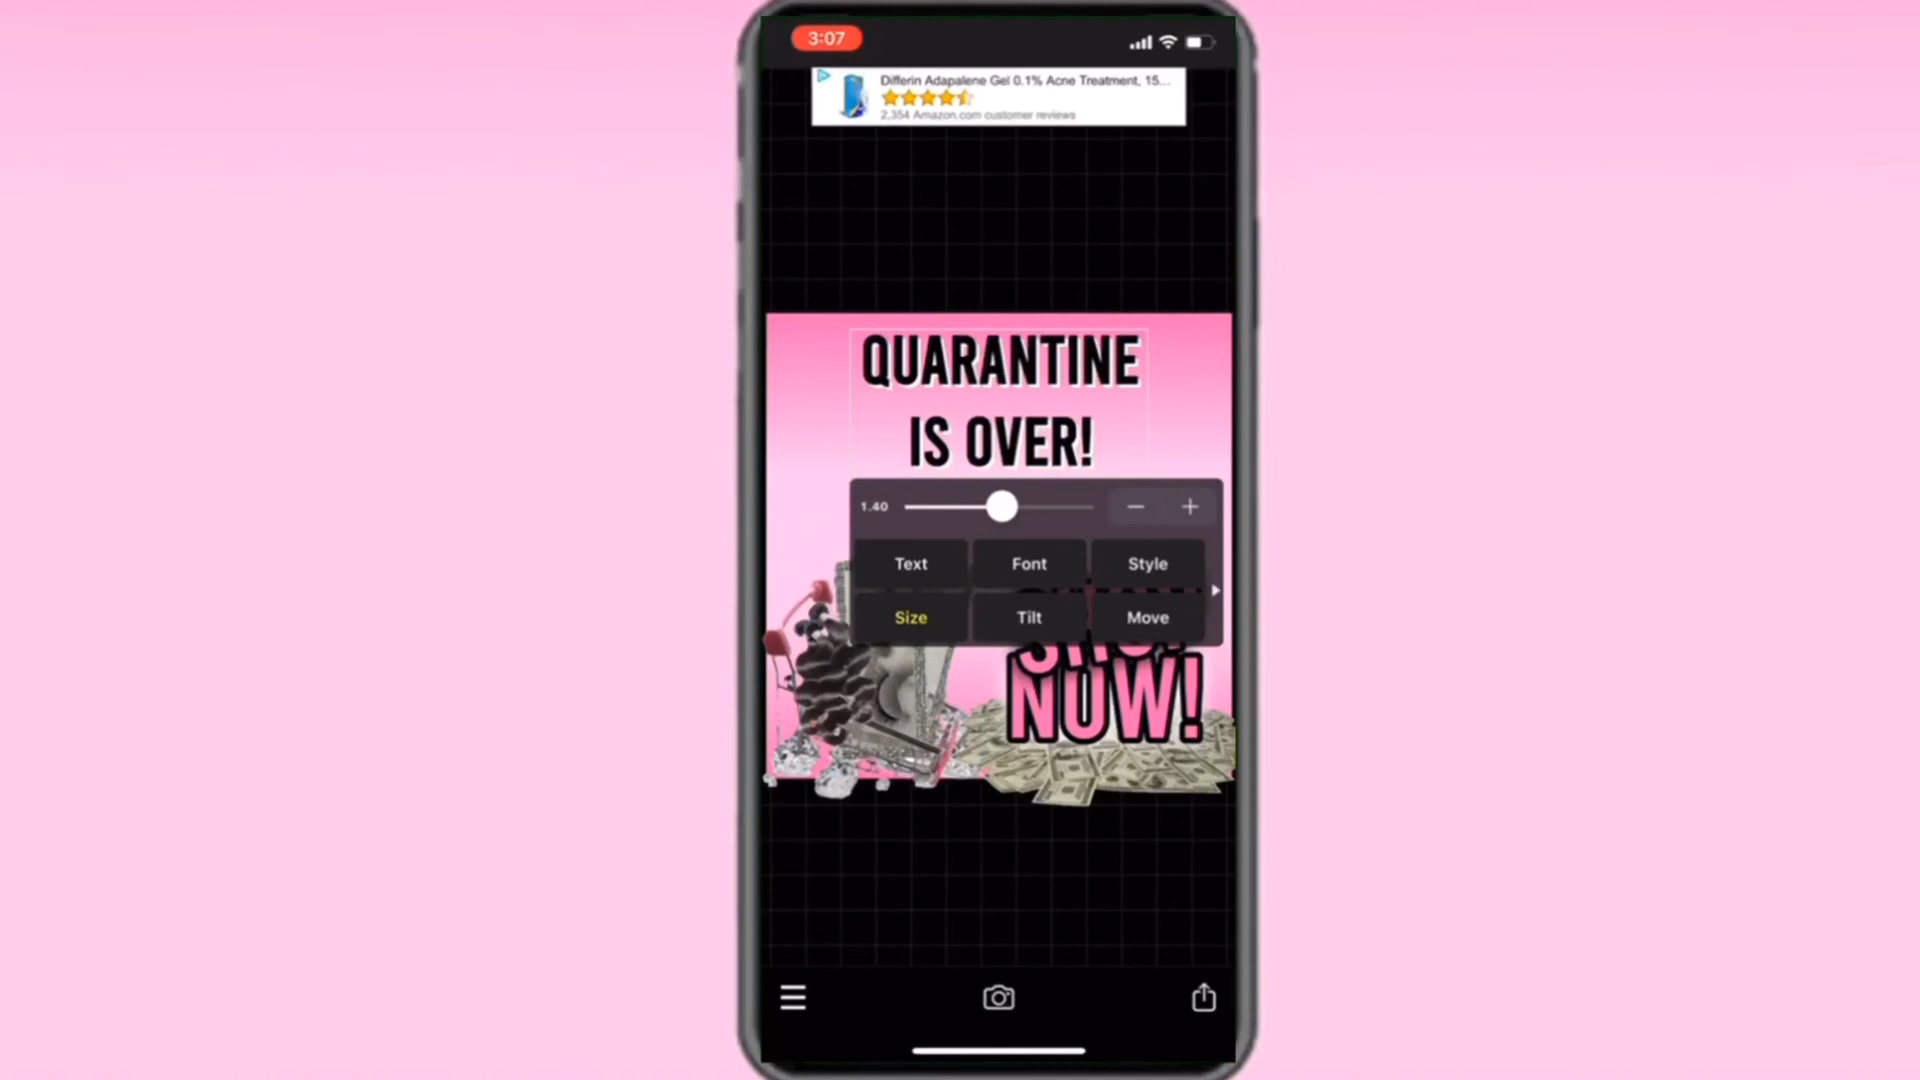 3:07
Differin Adapalene Gel 0.1% Acne Treatment, 15...
2,354 Amazon.com customer reviews
QUARANTINE
IS OVER!
1.40
Text Font Style
Size Tilt Move
NOW!